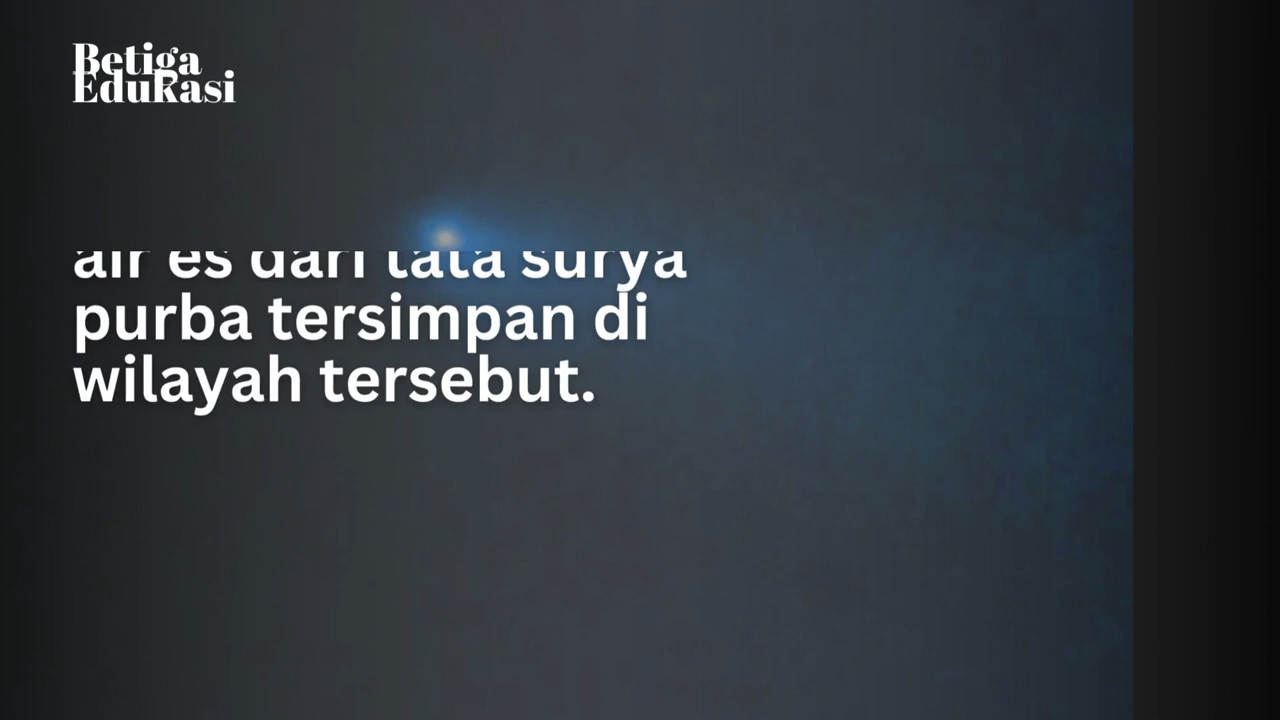 Betiga
Edukasi
air es dari tata surya
purba tersimpan di
wilayah tersebut.